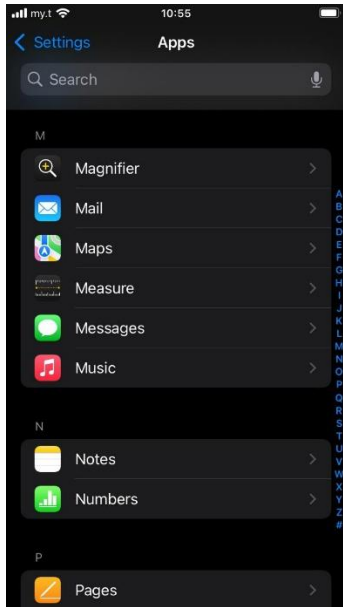 my.t 10:55
Settings Apps
Search
M
Magnifier
Mail
Maps
Measure
Messages
Music
N
Notes
Numbers
P
Pages
A
B
C
D
E
F
G
H
I
J
K
L
M
N
O
P
Q
R
S
T
U
V
W
X
Y
Z
#